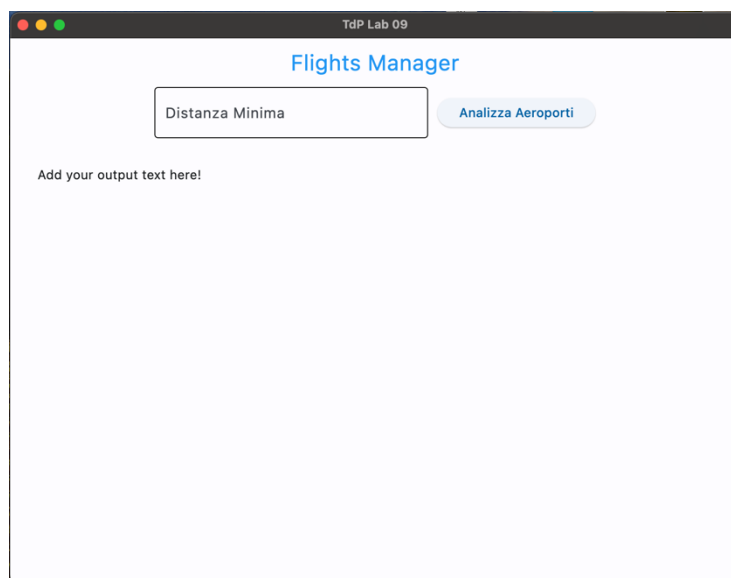 TdP Lab 09
Flights Manager
Distanza Minima
Analizza Aeroporti
Add your output text here!